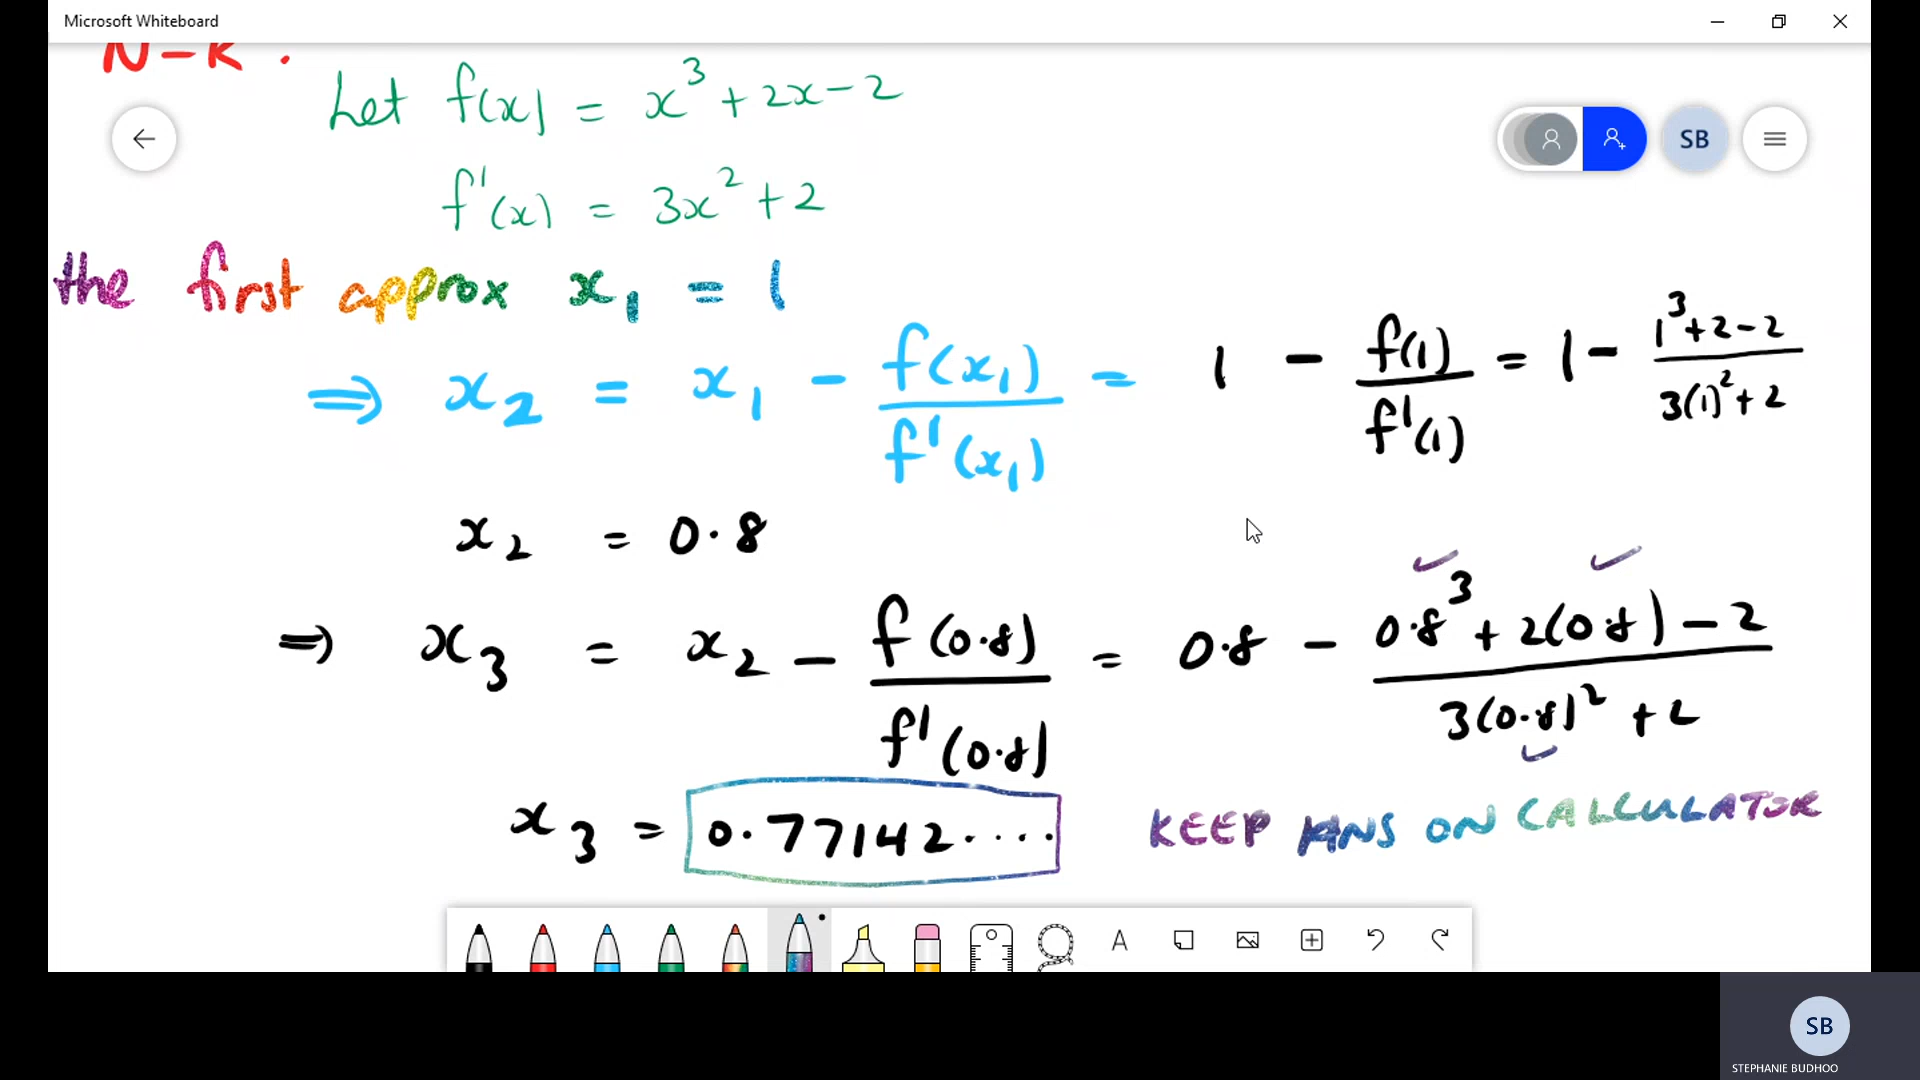 Microsoft Whiteboard
N-R.
Let f(x) = x³ + 2x - 2
SB
f'(x) = 3x² + 2
the first approx x₁ = 1
⇒ x₂ = x₁ - f(x₁)/f'(x₁) = 1 - f(1)/f'(1) = 1 - (1³ + 2 - 2)/(3(1)² + 2)
x₂ = 0.8
⇒ x₃ = x₂ - f(0.8)/f'(0.8) = 0.8 - (0.8³ + 2(0.8) - 2)/(3(0.8)² + 2)
x₃ = 0.77142.... KEEP ANS ON CALCULATOR
A
SB
STEPHANIE BUDHOO